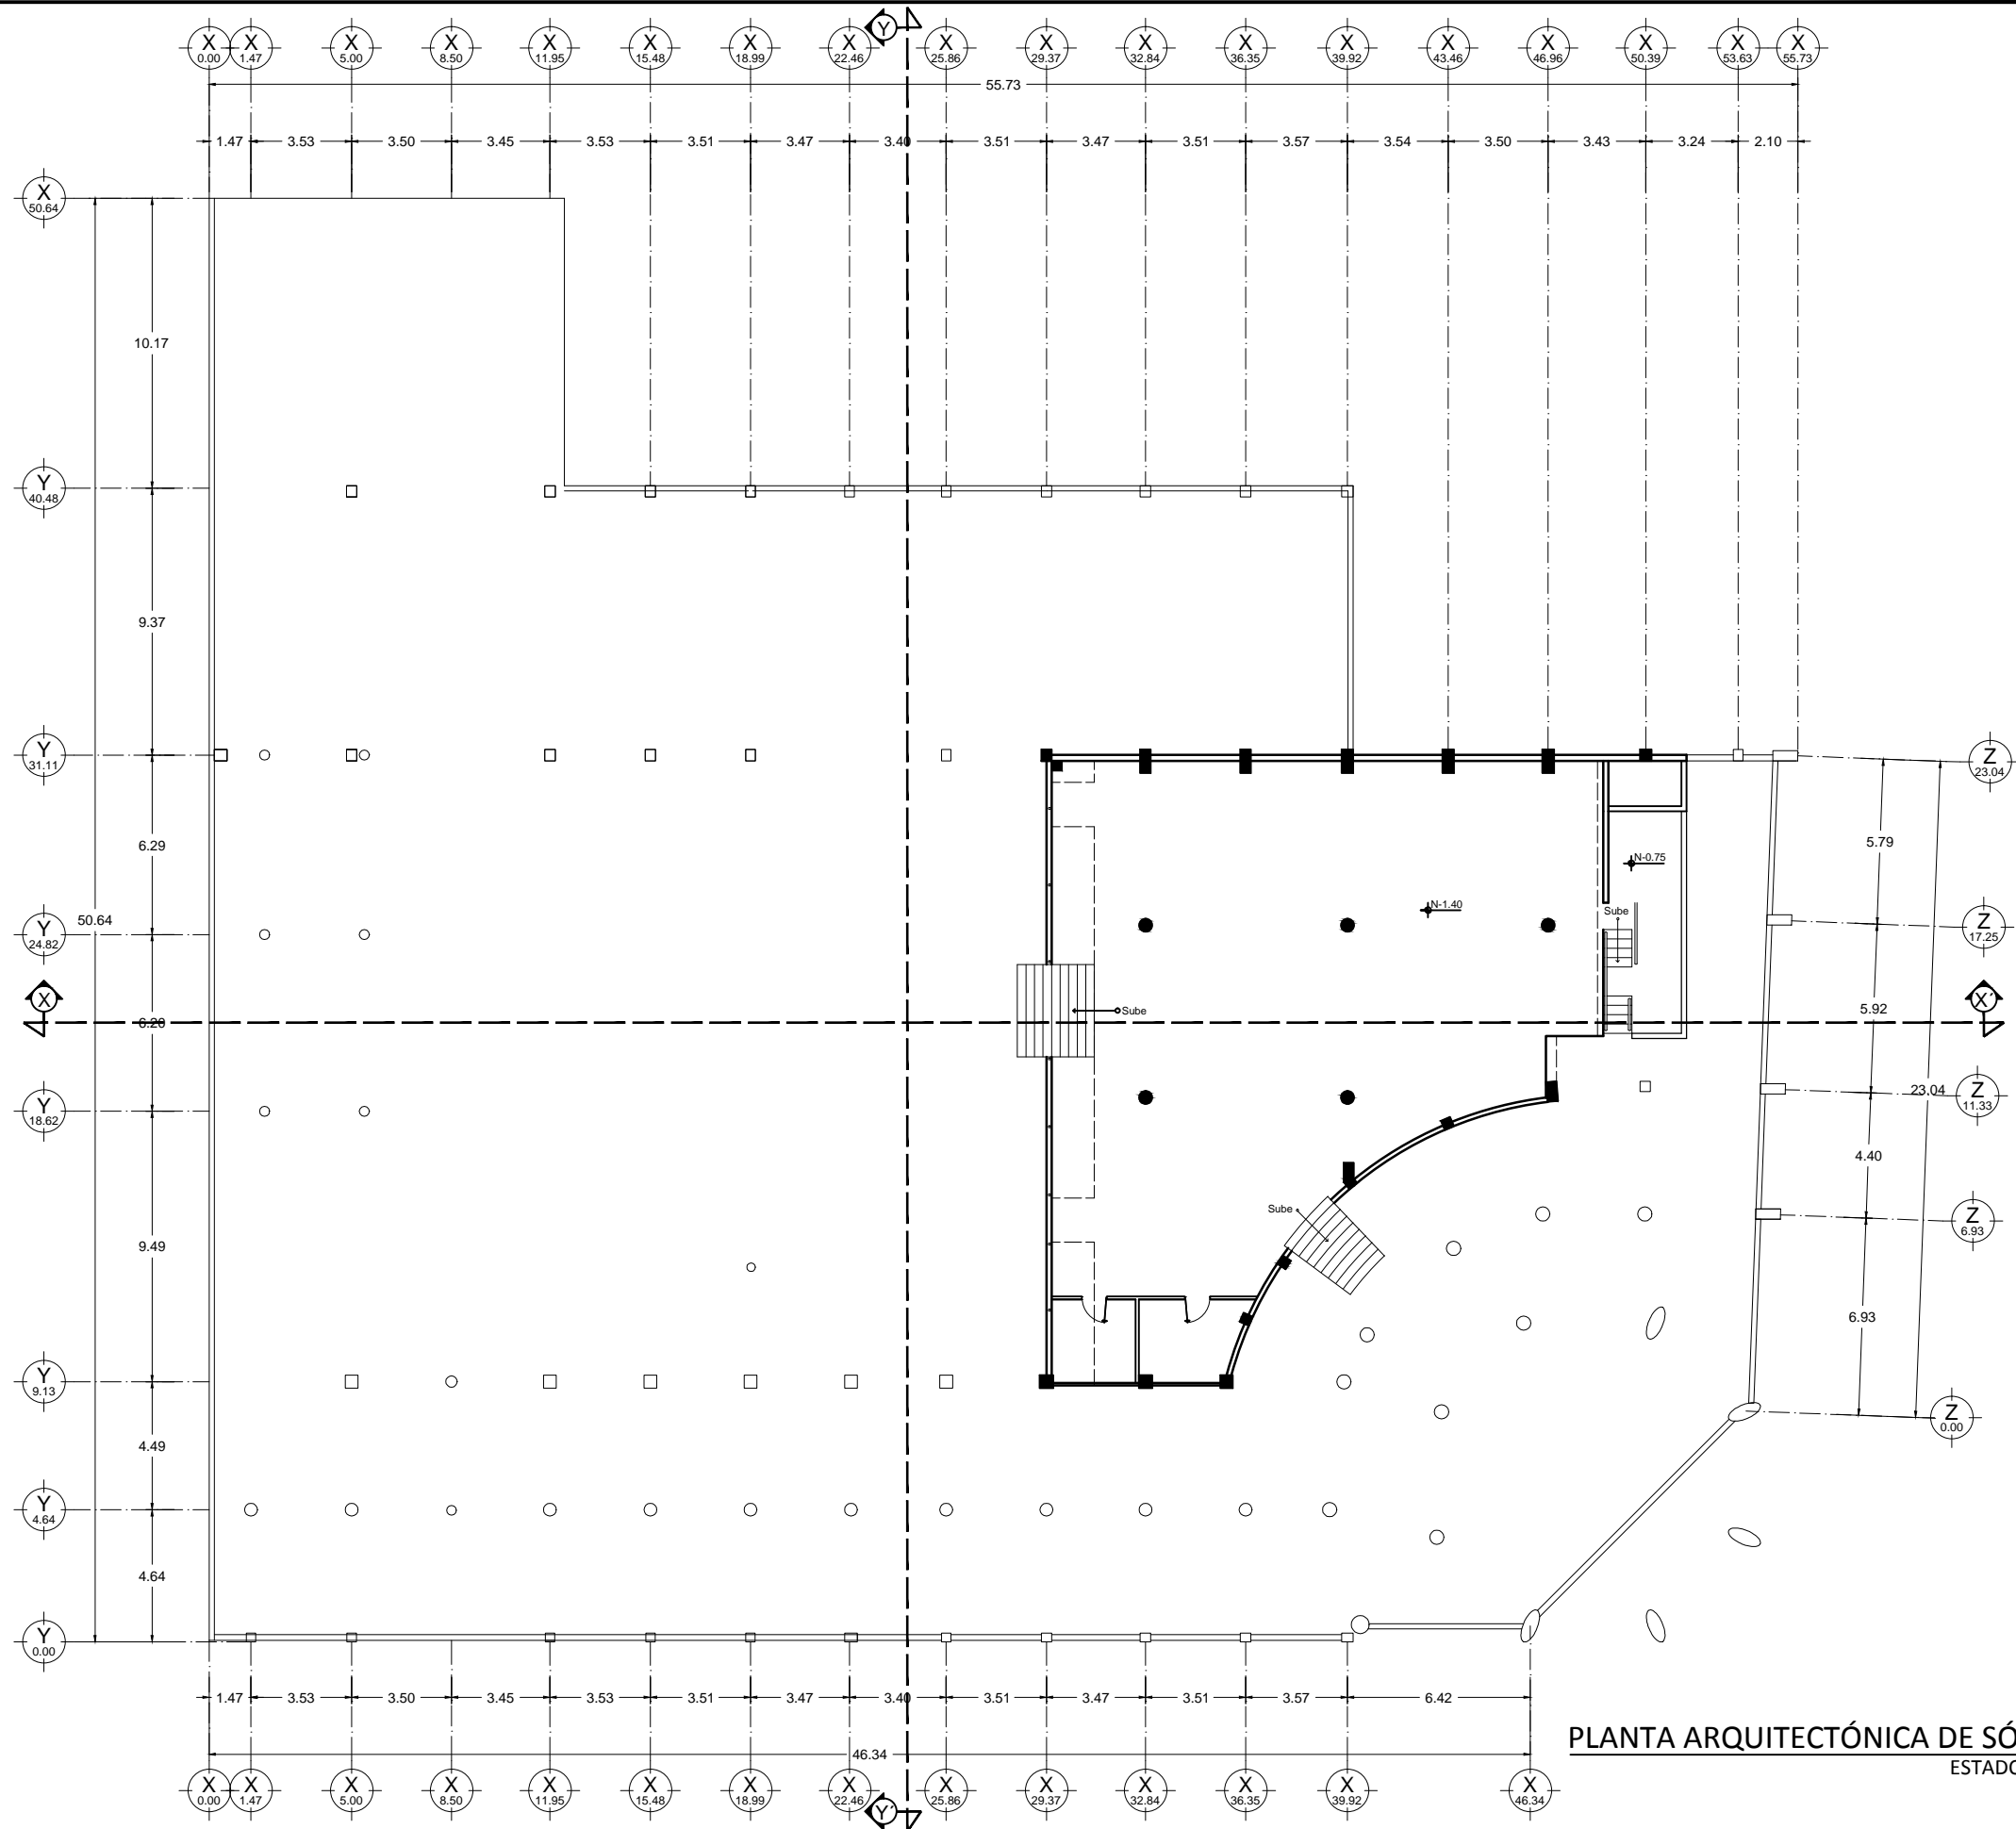 Y
X X X X X X X X X X X X X X X X X X
0.00 1.47 5.00 8.50 11.95 15.48 18.99 22.46 25.86 29.37 32.84 36.35 39.92 43.46 46.96 50.39 53.63 55.73
55.73
1.47 3.53 3.50 3.45 3.53 3.51 3.47 3.40 3.51 3.47 3.51 3.57 3.54 3.50 3.43 3.24 2.10
X
50.64
10.17
Y
40.48
9.37
Y
31.11
Z
23.04
6.29
5.79
N-0.75
N-1.40
Sube
50.64
Y
24.82
Z
17.25
X
X´
6.20
Sube
5.92
Y
18.62
Z
11.33
23.04
4.40
Sube
Z
6.93
9.49
6.93
Y
9.13
Z
0.00
4.49
Y
4.64
4.64
Y
0.00
1.47 3.53 3.50 3.45 3.53 3.51 3.47 3.40 3.51 3.47 3.51 3.57 6.42
46.34
PLANTA ARQUITECTÓNICA DE SÓ
ESTADO
X X X X X X X X X X X X X X
0.00 1.47 5.00 8.50 11.95 15.48 18.99 22.46 25.86 29.37 32.84 36.35 39.92 46.34
Y´